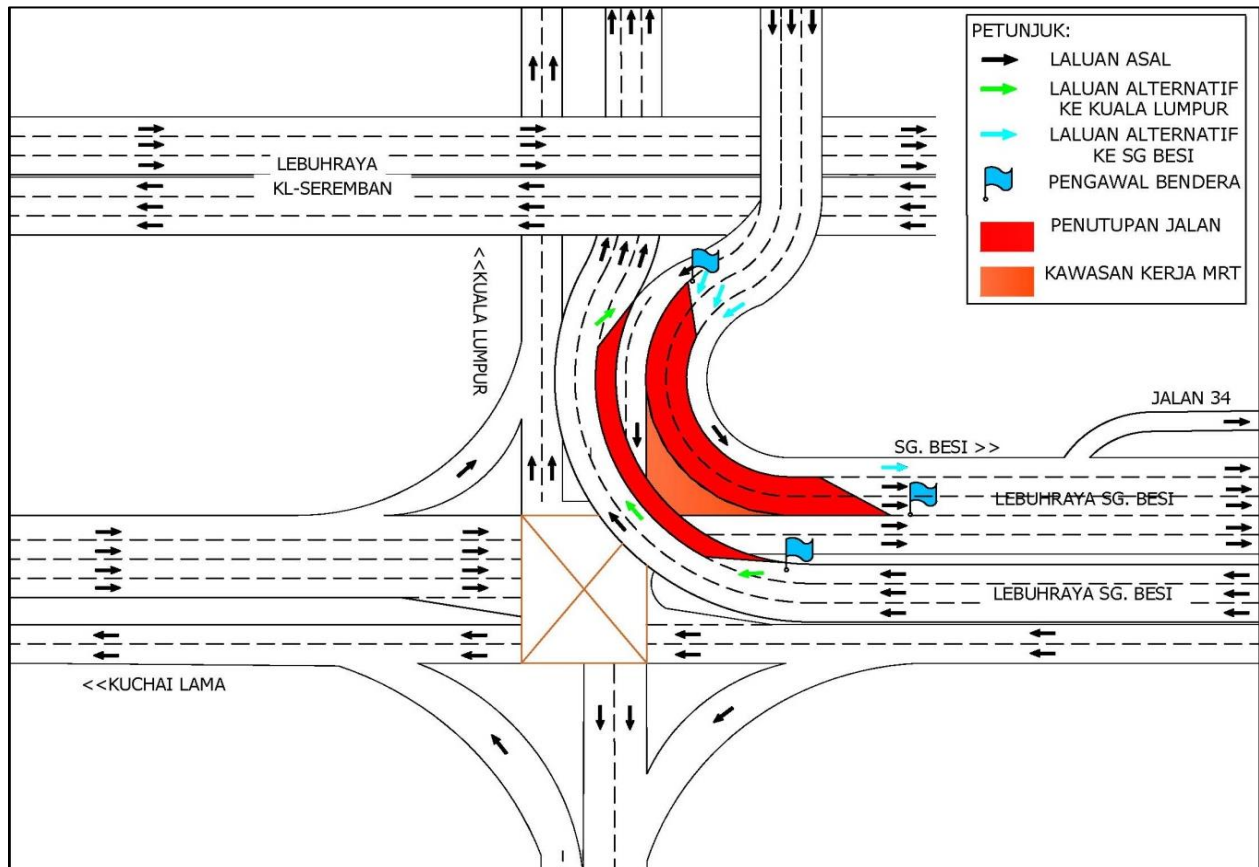 PETUNJUK:
LALUAN ASAL
LALUAN ALTERNATIF
KE KUALA LUMPUR
LALUAN ALTERNATIF
KE SG BESI
PENGAWAL BENDERA
PENUTUPAN JALAN
KAWASAN KERJA MRT
LEBUHRAYA
KL-SEREMBAN
<<KUALA LUMPUR
JALAN 34
SG. BESI >>
LEBUHRAYA SG. BESI
LEBUHRAYA SG. BESI
<<KUCHAI LAMA